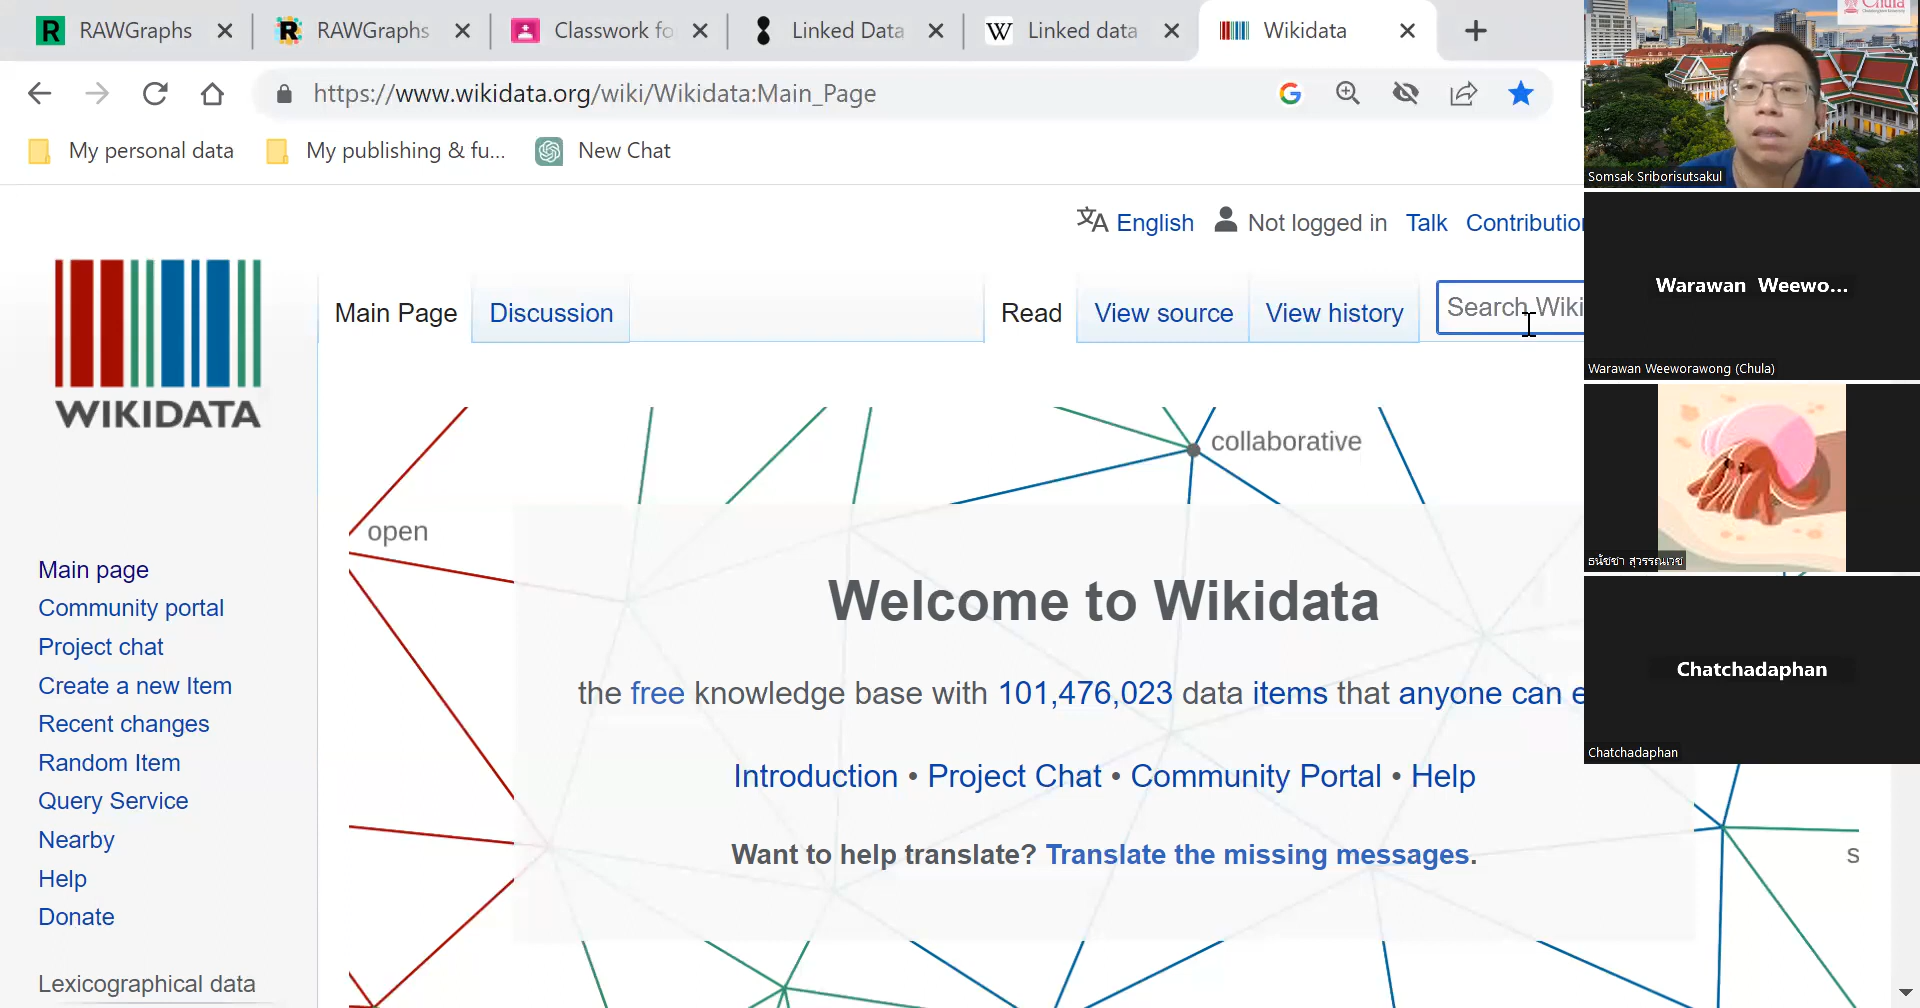 RAWGraphs
RAWGraphs
Classwork fo
Linked Data
Linked data
Wikidata
https://www.wikidata.org/wiki/Wikidata:Main_Page
My personal data
My publishing & fu...
New Chat
English
Not logged in
Talk
Contribution
Main Page
Discussion
Read
View source
View history
Search Wiki
WIKIDATA
collaborative
open
Welcome to Wikidata
the free knowledge base with 101,476,023 data items that anyone can e
Introduction • Project Chat • Community Portal • Help
Want to help translate? Translate the missing messages.
s
Main page
Community portal
Project chat
Create a new Item
Recent changes
Random Item
Query Service
Nearby
Help
Donate
Lexicographical data
Chula
Somsak Sriborisutsakul
Warawan Weewo...
Warawan Weeworawong (Chula)
ธนัชชา สุวรรณเวช
Chatchadaphan
Chatchadaphan